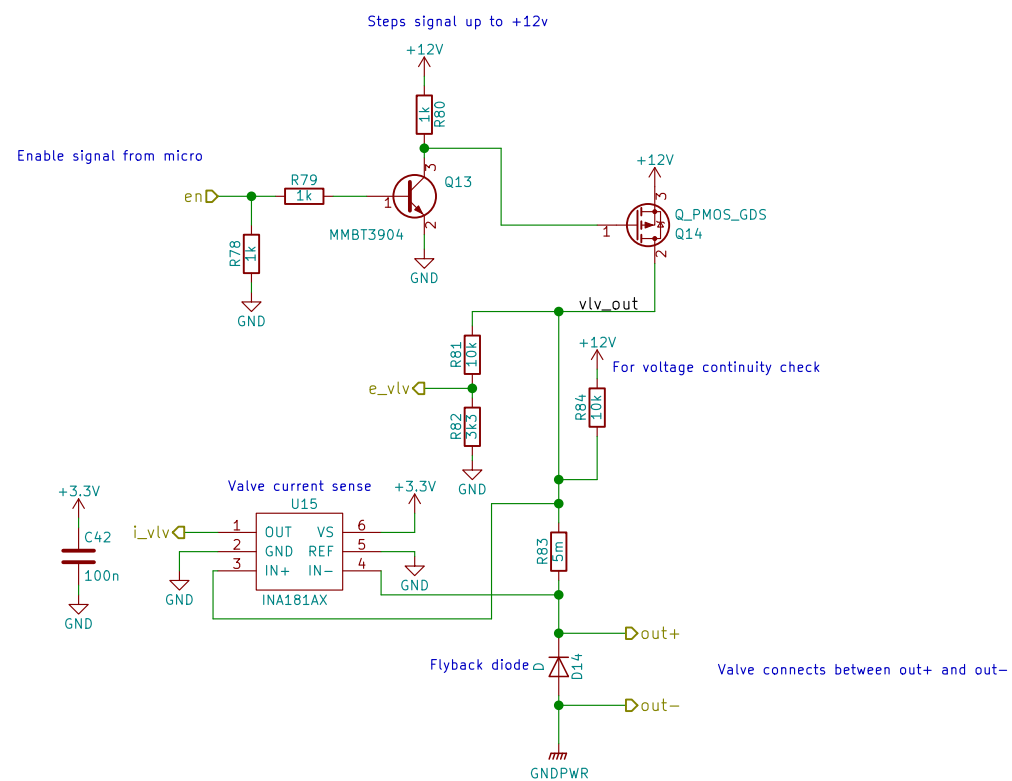 Steps signal up to +12v
+12V
1k
R80
Enable signal from micro
+12V
3
R79
Q13
3
en
1k
1
Q_PMOS_GDS
MMBT3904
2
1
Q14
R78
1k
2
GND
GND
vlv_out
+12V
R81
10k
For voltage continuity check
e_vlv
R84
10k
R82
3k3
Valve current sense
GND
+3.3V
+3.3V
U15
i_vlv
1
OUT
VS
6
C42
2
GND
REF
5
R83
5m
3
IN+
IN-
4
100n
GND
GND
INA181AX
GND
out+
Flyback diode
D
D14
Valve connects between out+ and out-
out-
GNDPWR